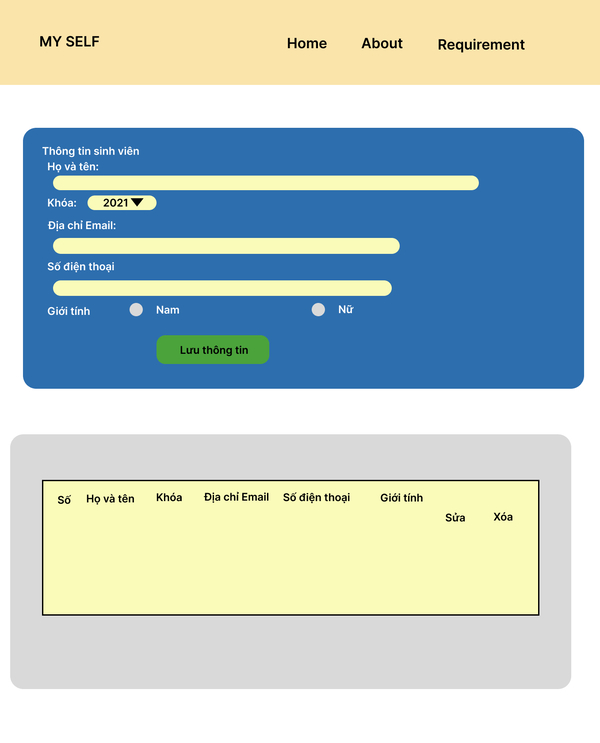 MY SELF Home About Requirement
Thông tin sinh viên
Họ và tên:
Khóa: 2021
Địa chỉ Email:
Số điện thoại
Giới tính Nam Nữ
Lưu thông tin
Số Họ và tên Khóa Địa chỉ Email Số điện thoại Giới tính
Sửa Xóa